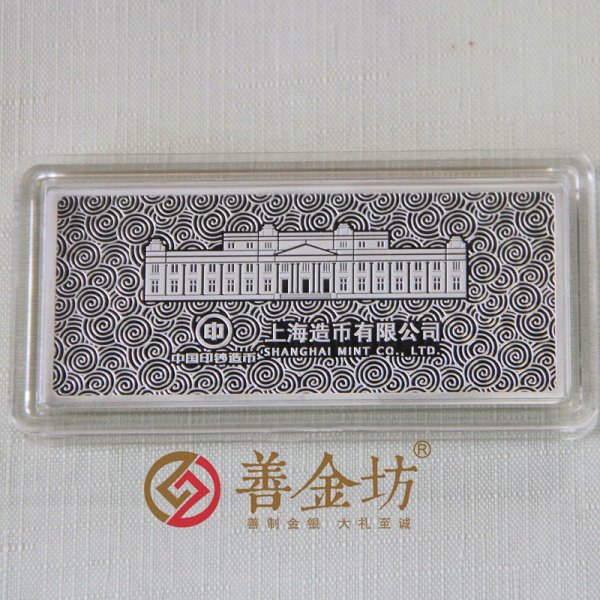 上海造币有限公司
中国印钞造币
SHANGHAI MINT CO., LTD.
善金坊®
善制金银 大礼至诚